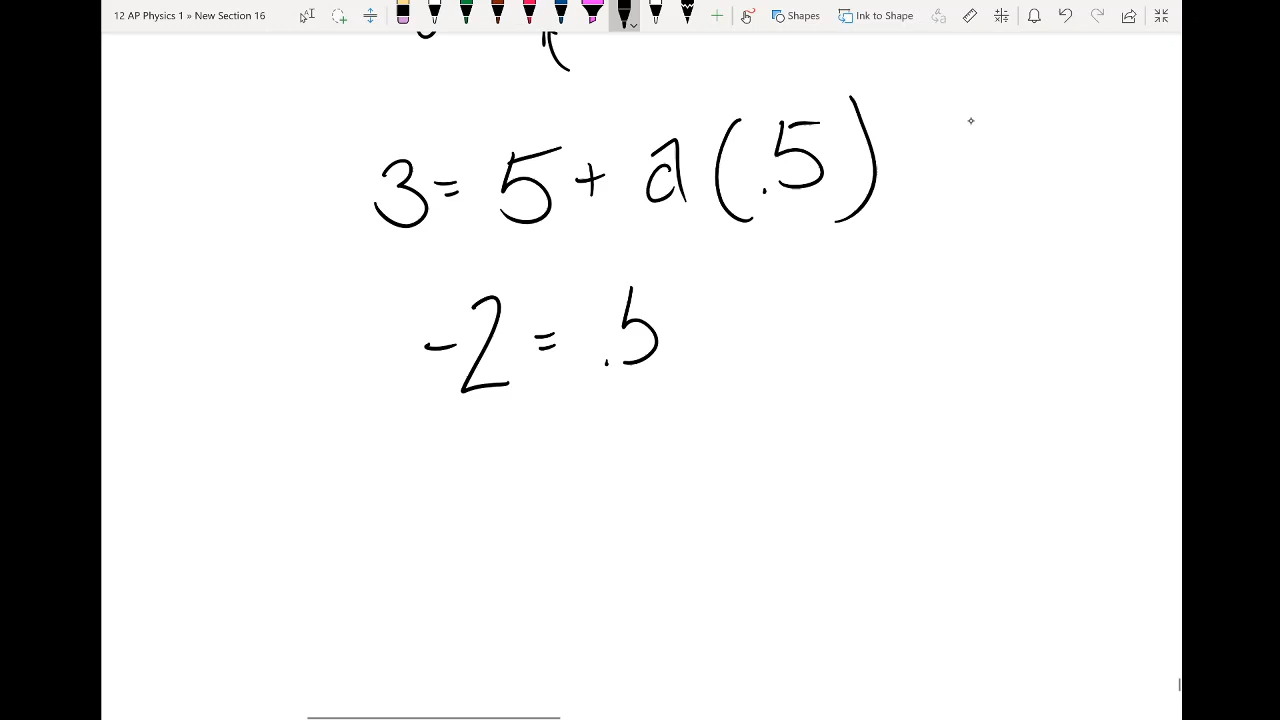 12 AP Physics 1 » New Section 16
Shapes
Ink to Shape
3 = 5 + a (.5)
-2 = .5